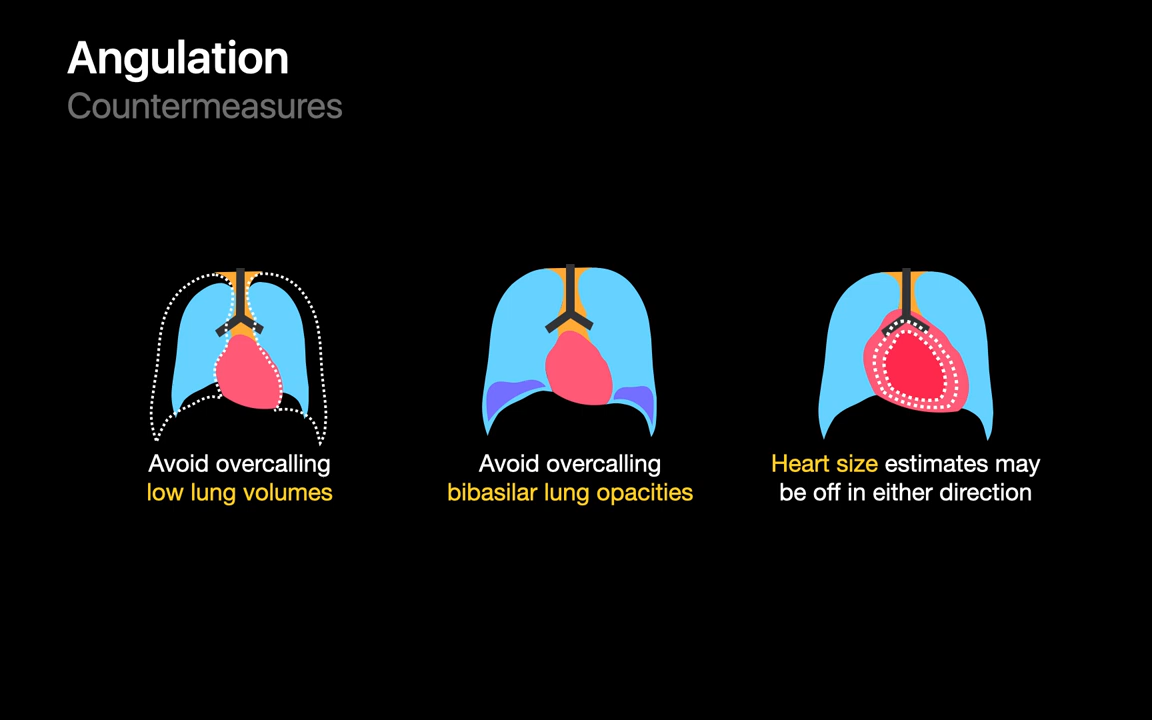 Angulation
Countermeasures
Avoid overcalling
low lung volumes
Avoid overcalling
bibasilar lung opacities
Heart size estimates may
be off in either direction